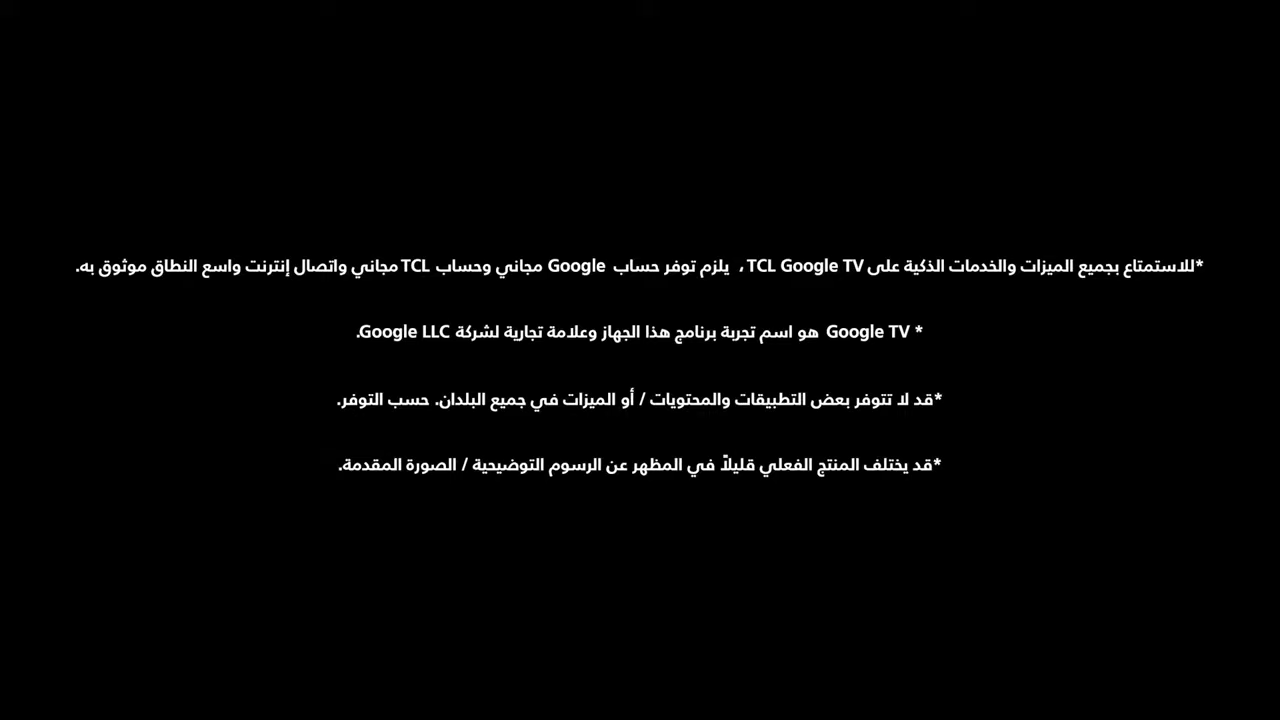 *للاستمتاع بجميع الميزات والخدمات الذكية على TCL Google TV ، يلزم توفر حساب Google مجاني وحساب TCL مجاني واتصال إنترنت واسع النطاق موثوق به.
* Google TV هو اسم تجربة برنامج هذا الجهاز وعلامة تجارية لشركة Google LLC.
*قد لا تتوفر بعض التطبيقات والمحتويات / أو الميزات في جميع البلدان. حسب التوفر.
*قد يختلف المنتج الفعلي قليلاً في المظهر عن الرسوم التوضيحية / الصورة المقدمة.